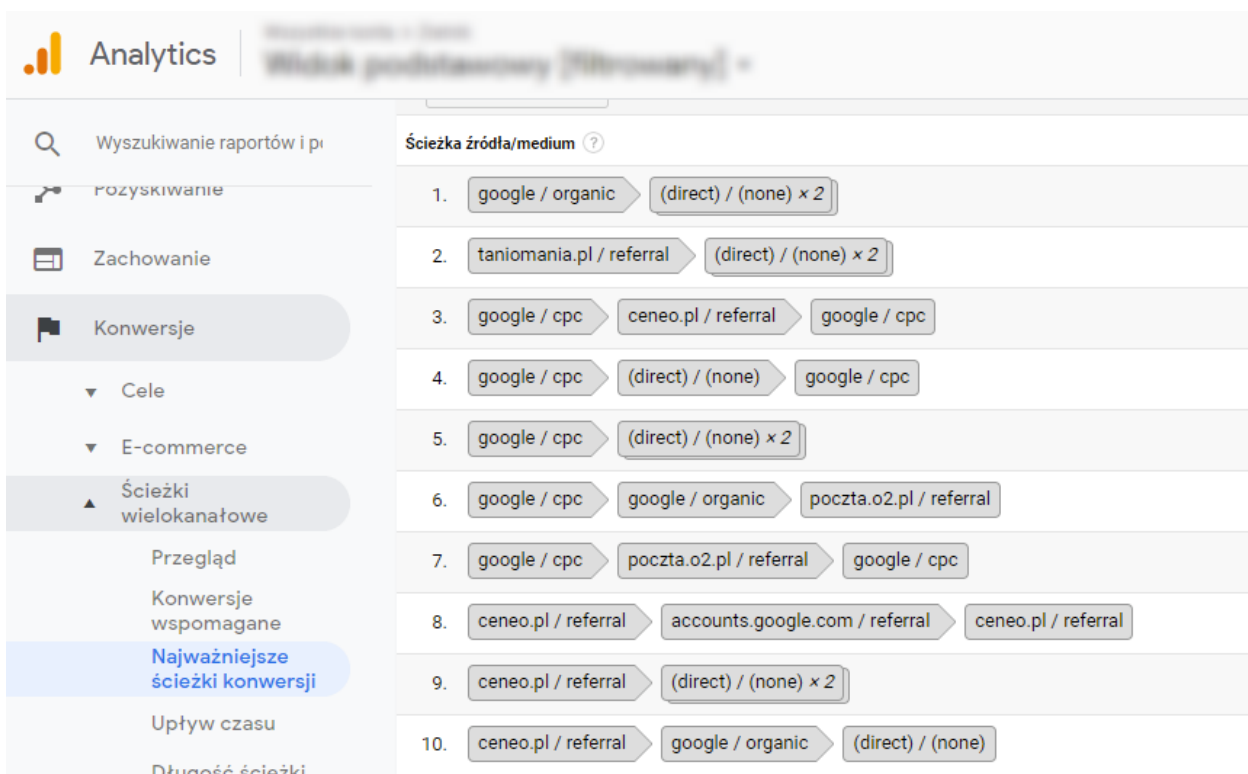 Analytics
Wyszukiwanie raportów i po
Pozyskiwanie
Zachowanie
Konwersje
Cele
E-commerce
Ścieżki
wielokanałowe
Przegląd
Konwersje
wspomagane
Najważniejsze
ścieżki konwersji
Upływ czasu
Długość ścieżki
Ścieżka źródła/medium ?
1. google / organic (direct) / (none) × 2
2. taniomania.pl / referral (direct) / (none) × 2
3. google / cpc ceneo.pl / referral google / cpc
4. google / cpc (direct) / (none) google / cpc
5. google / cpc (direct) / (none) × 2
6. google / cpc google / organic poczta.o2.pl / referral
7. google / cpc poczta.o2.pl / referral google / cpc
8. ceneo.pl / referral accounts.google.com / referral ceneo.pl / referral
9. ceneo.pl / referral (direct) / (none) × 2
10. ceneo.pl / referral google / organic (direct) / (none)